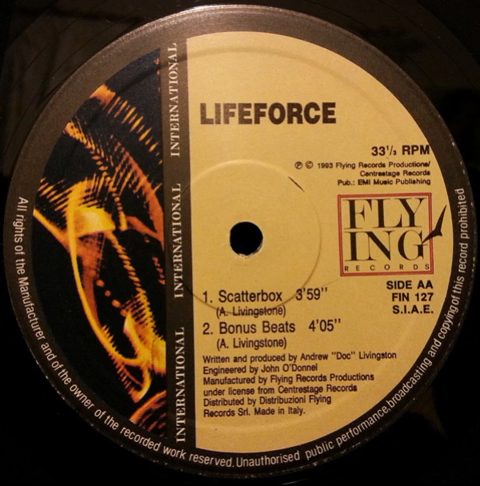 LIFEFORCE
33⅓ RPM
℗ © 1993 Flying Records Productions/
Centrestage Records
Pub.: EMI Music Publishing
FLY
ING
RECORDS
SIDE AA
FIN 127
S.I.A.E.
1. Scatterbox 3'59''
(A. Livingstone)
2. Bonus Beats 4'05''
(A. Livingstone)
Written and produced by Andrew "Doc" Livingston
Engineered by John O'Donnel
Manufactured by Flying Records Productions
under license from Centrestage Records
Distributed by Distribuzioni Flying
Records Srl. Made in Italy.
INTERNATIONAL
INTERNATIONAL
INTERNATIONAL
All rights of the Manufacturer and of the owner of the recorded work reserved. Unauthorised public performance, broadcasting and copying of this record prohibited